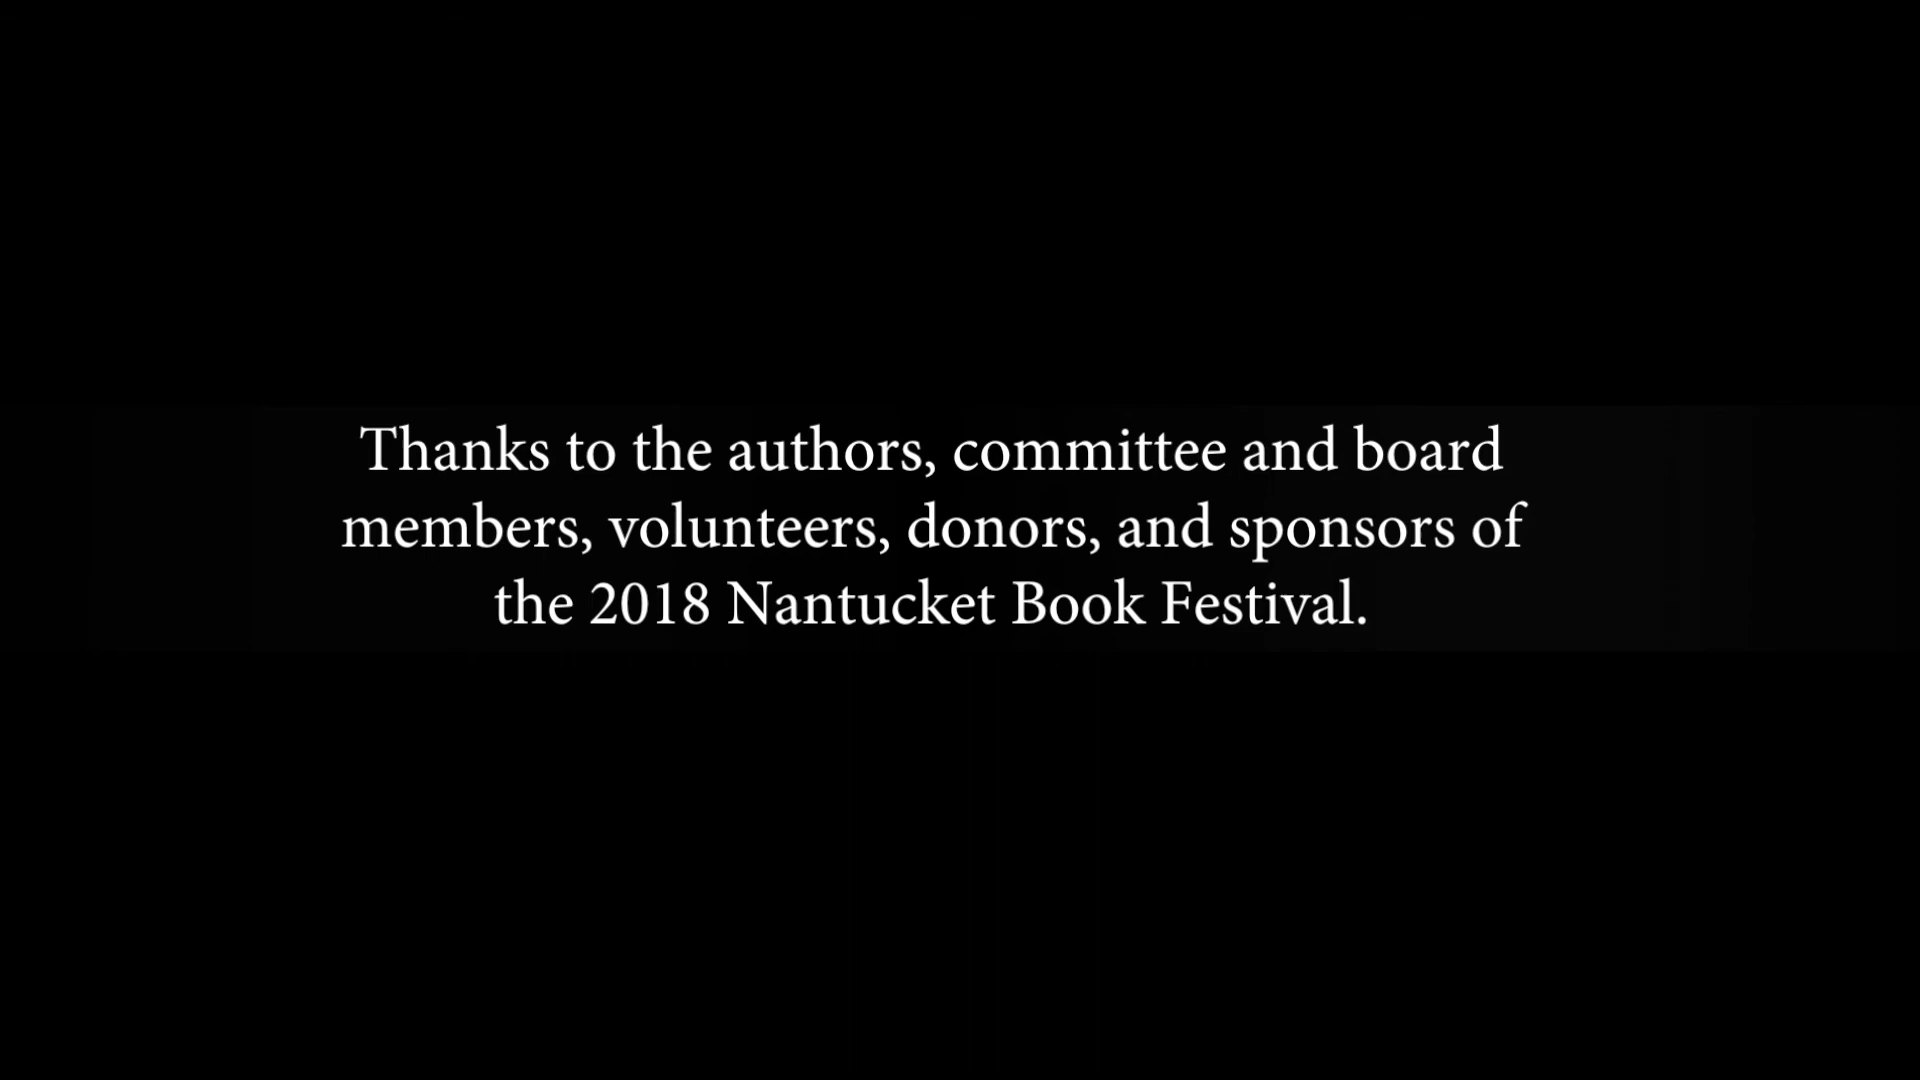 Thanks to the authors, committee and board
members, volunteers, donors, and sponsors of
the 2018 Nantucket Book Festival.